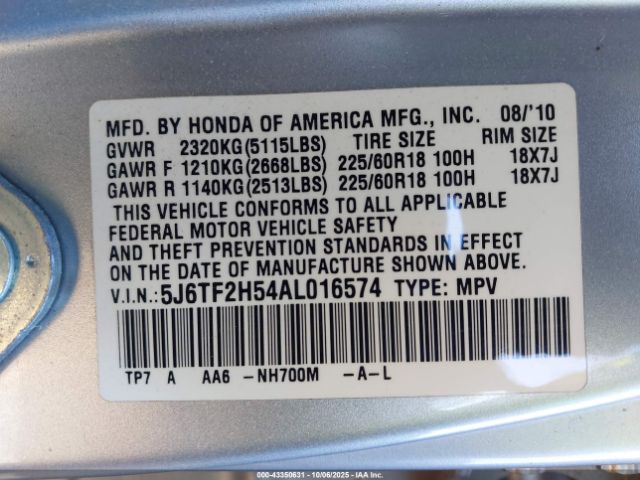 MFD. BY HONDA OF AMERICA MFG., INC. 08/'10
GVWR 2320KG(5115LBS) TIRE SIZE RIM SIZE
GAWR F 1210KG(2668LBS) 225/60R18 100H 18X7J
GAWR R 1140KG(2513LBS) 225/60R18 100H 18X7J
THIS VEHICLE CONFORMS TO ALL APPLICABLE
FEDERAL MOTOR VEHICLE SAFETY
AND THEFT PREVENTION STANDARDS IN EFFECT
ON THE DATE OF MANUFACTURE SHOWN ABOVE.
V.I.N.: 5J6TF2H54AL016574 TYPE: MPV
TP7 A AA6 -NH700M -A-L
000-43350631 - 10/06/2025 - IAA Inc.